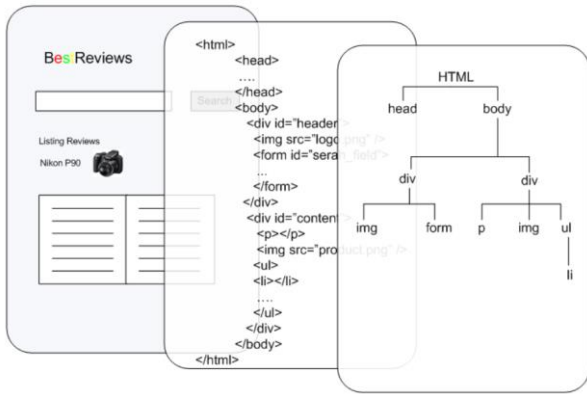 BestReviews
Search
Listing Reviews
Nikon P90
<html>
<head>
....
</head>
<body>
<div id="header">
<img src="logo.png" />
<form id="serah_field">
...
</form>
</div>
<div id="content">
<p></p>
<img src="product.png" />
<ul>
<li></li>
....
</ul>
</div>
</body>
</html>
HTML
head body
div div
img form p img ul
li